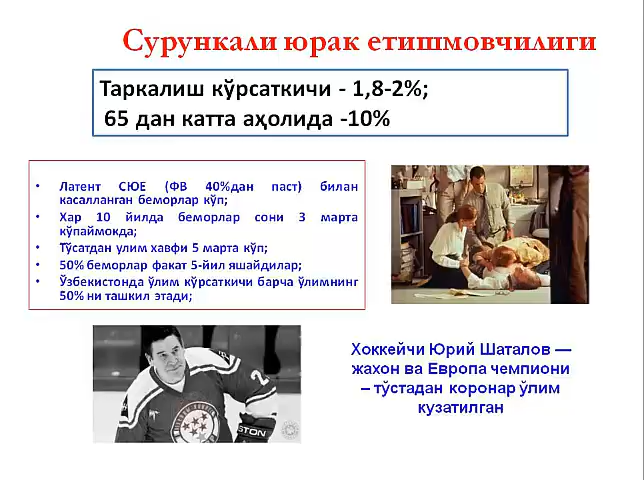 Сурункали юрак етишмовчилиги
Таркалиш кўрсаткичи - 1,8-2%;
65 дан катта аҳолида -10%
• Латент СЮЕ (ФВ 40%дан паст) билан
касалланган беморлар кўп;
• Хар 10 йилда беморлар сони 3 марта
кўпаймокда;
• Тўсатдан улим хавфи 5 марта кўп;
• 50% беморлар факат 5-йил яшайдилар;
• Ўзбекистонда ўлим кўрсаткичи барча ўлимнинг
50% ни ташкил этади;
Хоккейчи Юрий Шаталов —
жахон ва Европа чемпиони
– тўстадан коронар ўлим
кузатилган